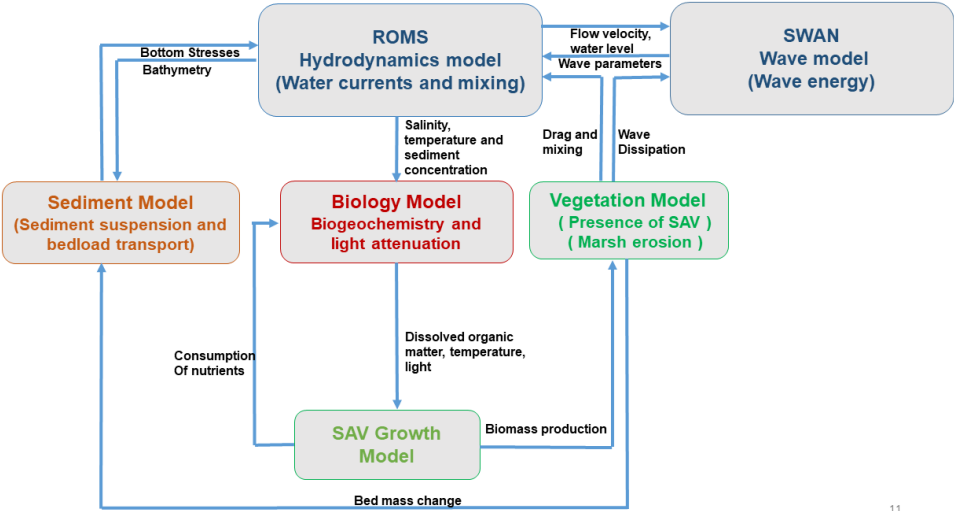 ROMS
Hydrodynamics model
(Water currents and mixing)
Flow velocity,
water level
Wave parameters
SWAN
Wave model
(Wave energy)
Bottom Stresses
Bathymetry
Salinity,
temperature and
sediment
concentration
Drag and
mixing
Wave
Dissipation
Sediment Model
(Sediment suspension and
bedload transport)
Biology Model
Biogeochemistry and
light attenuation
Vegetation Model
( Presence of SAV )
( Marsh erosion )
Consumption
Of nutrients
Dissolved organic
matter, temperature,
light
SAV Growth
Model
Biomass production
Bed mass change
11